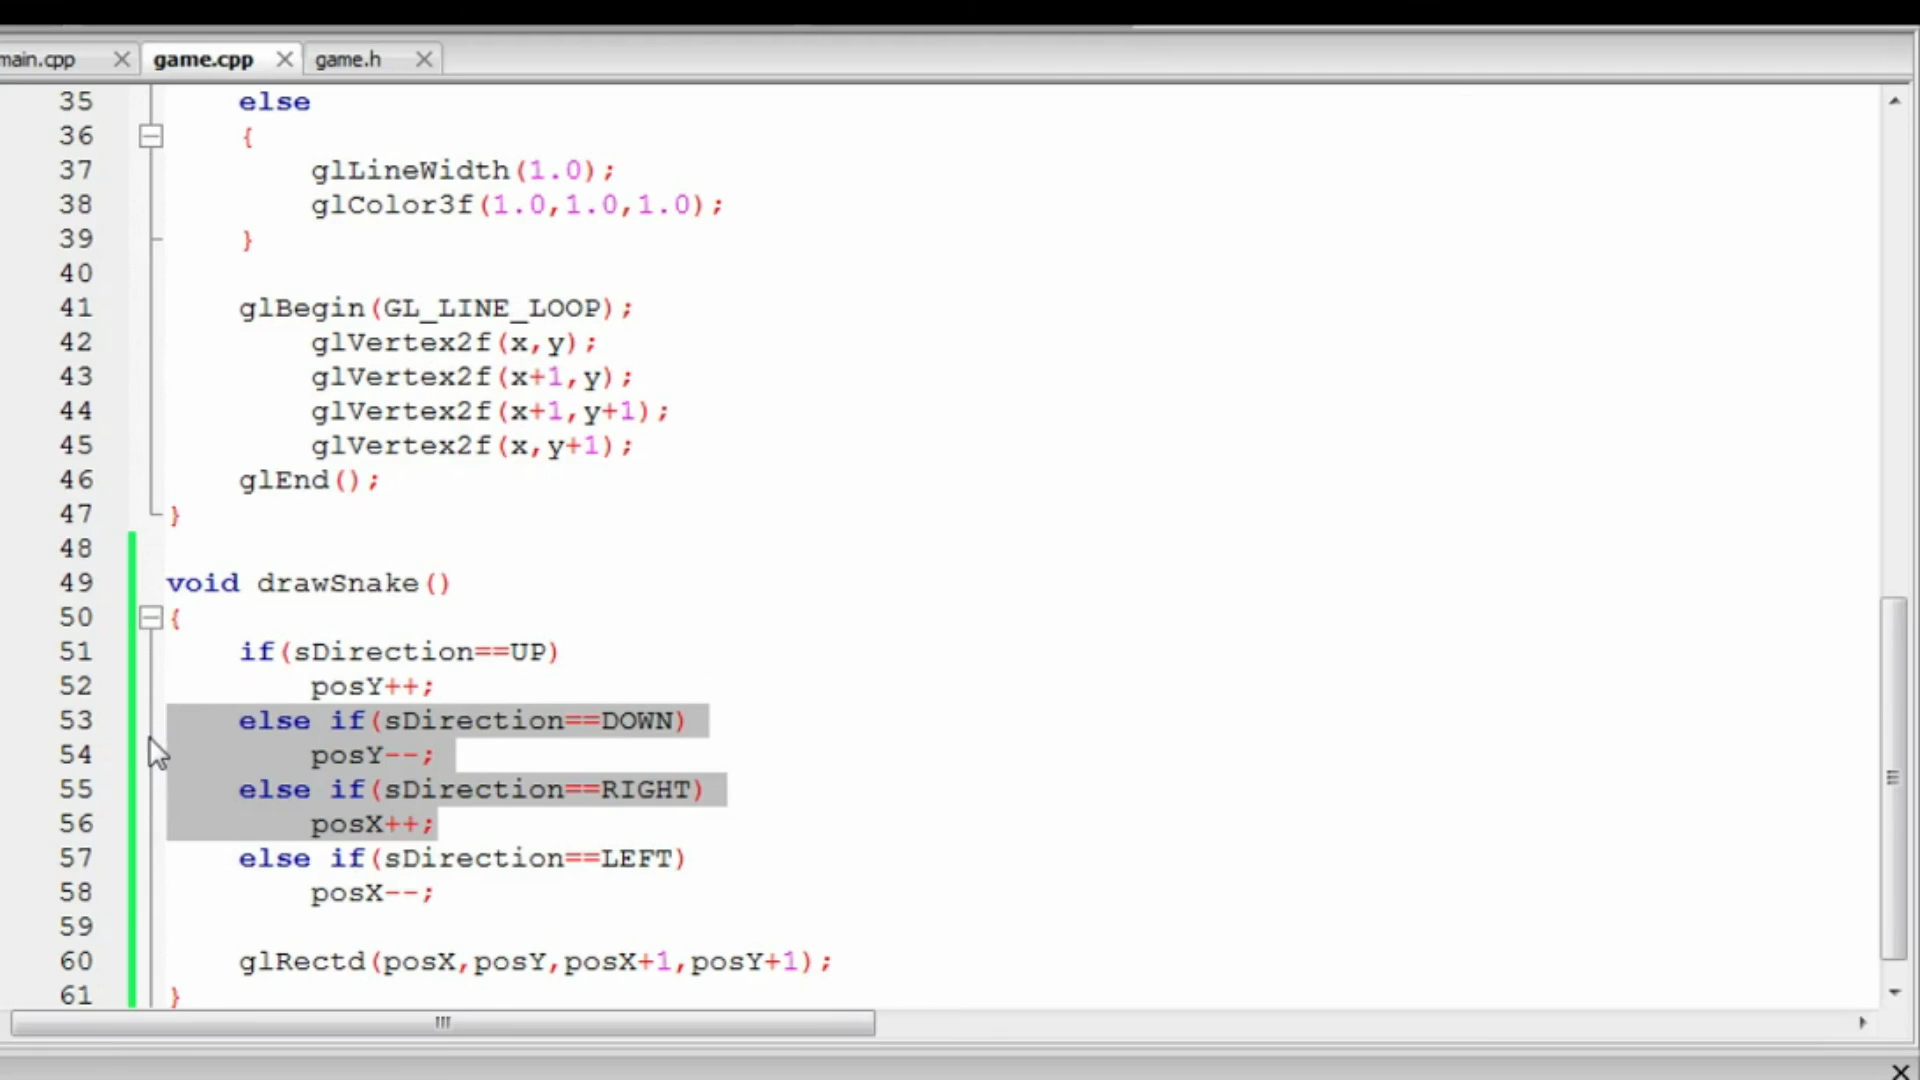 main.cpp game.cpp game.h
35 else
36 {
37 glLineWidth(1.0);
38 glColor3f(1.0,1.0,1.0);
39 }
40
41 glBegin(GL_LINE_LOOP);
42 glVertex2f(x,y);
43 glVertex2f(x+1,y);
44 glVertex2f(x+1,y+1);
45 glVertex2f(x,y+1);
46 glEnd();
47 }
48
49 void drawSnake()
50 {
51 if(sDirection==UP)
52 posY++;
53 else if(sDirection==DOWN)
54 posY--;
55 else if(sDirection==RIGHT)
56 posX++;
57 else if(sDirection==LEFT)
58 posX--;
59
60 glRectd(posX,posY,posX+1,posY+1);
61 }